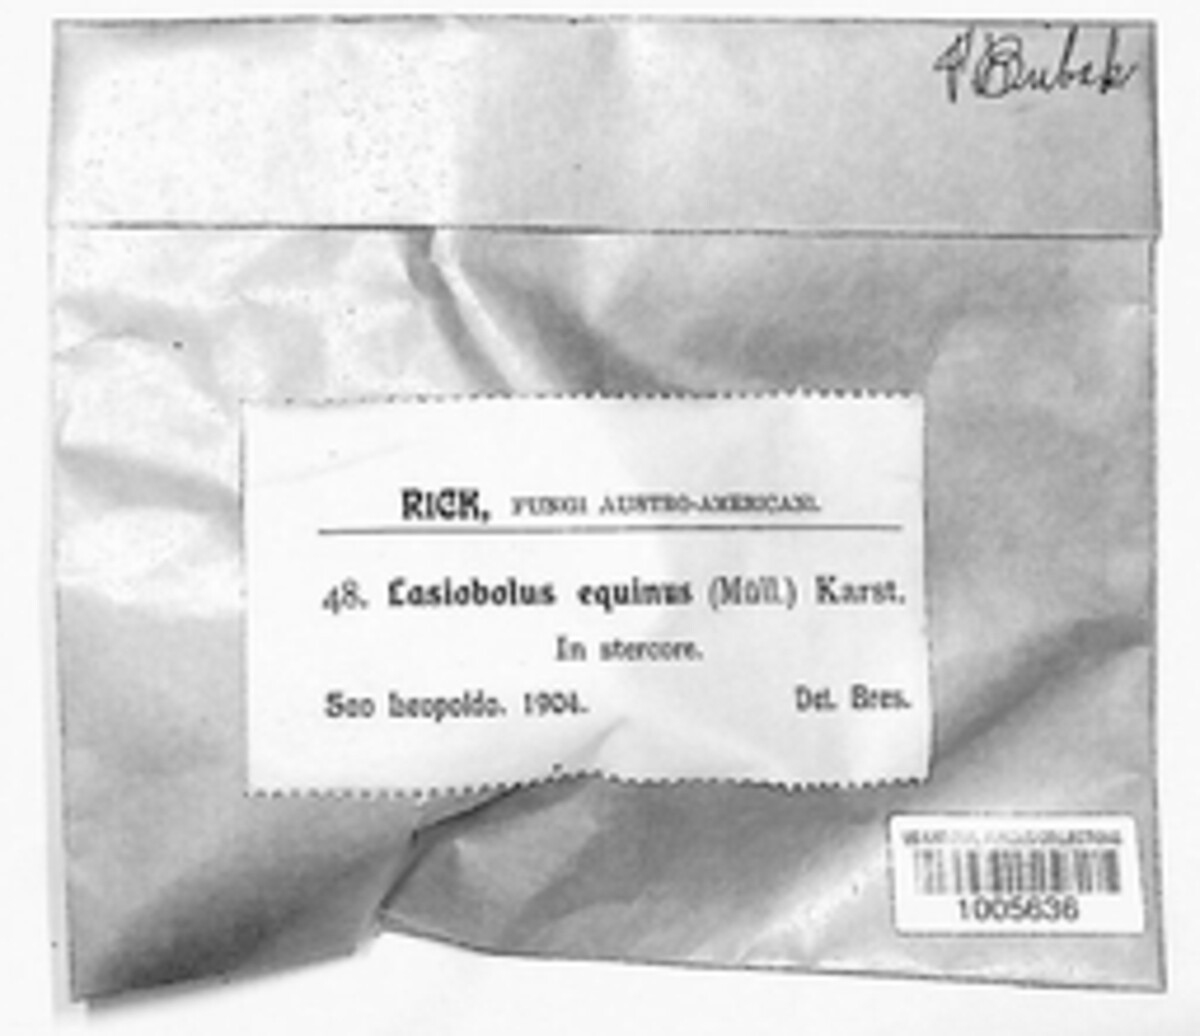 Bubak
RICK, FUNGI AUSTRO-AMERICANI.
48. Lasiobolus equinus (Müll.) Karst.
In stercore.
Sao Leopoldo. 1904. Det. Bres.
1005636